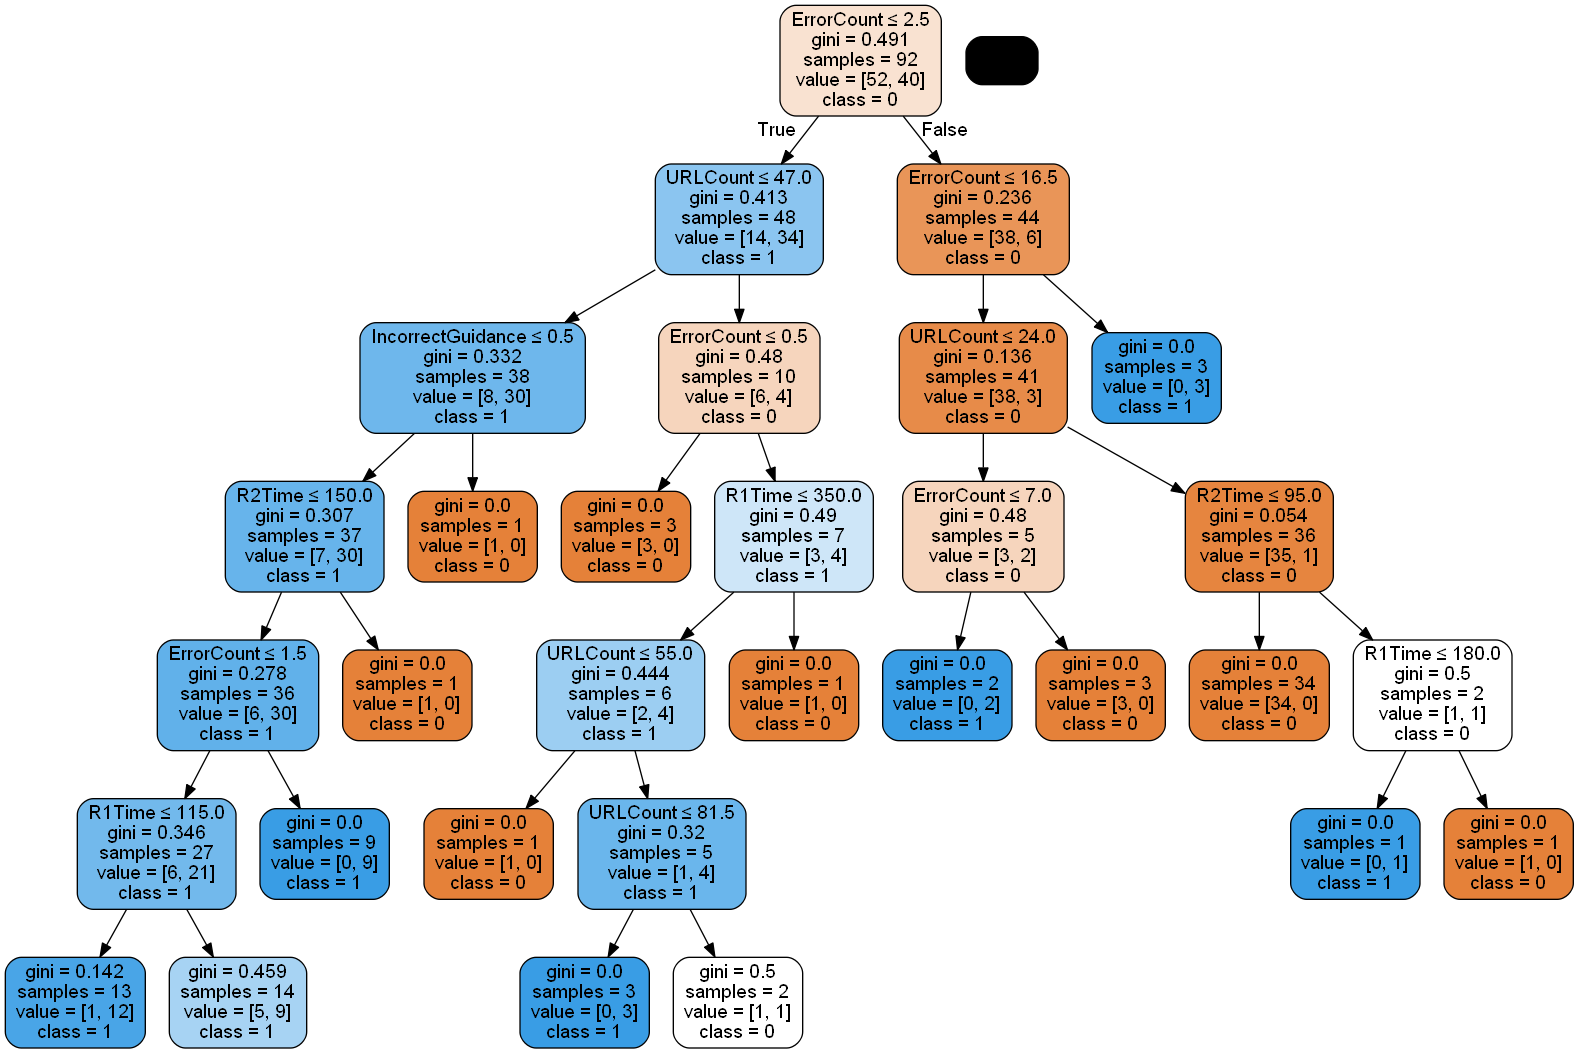 ErrorCount ≤ 2.5
gini = 0.491
samples = 92
value = [52, 40]
class = 0
True
False
URLCount ≤ 47.0
gini = 0.413
samples = 48
value = [14, 34]
class = 1
ErrorCount ≤ 16.5
gini = 0.236
samples = 44
value = [38, 6]
class = 0
IncorrectGuidance ≤ 0.5
gini = 0.332
samples = 38
value = [8, 30]
class = 1
ErrorCount ≤ 0.5
gini = 0.48
samples = 10
value = [6, 4]
class = 0
URLCount ≤ 24.0
gini = 0.136
samples = 41
value = [38, 3]
class = 0
gini = 0.0
samples = 3
value = [0, 3]
class = 1
R2Time ≤ 150.0
gini = 0.307
samples = 37
value = [7, 30]
class = 1
gini = 0.0
samples = 1
value = [1, 0]
class = 0
gini = 0.0
samples = 3
value = [3, 0]
class = 0
R1Time ≤ 350.0
gini = 0.49
samples = 7
value = [3, 4]
class = 1
ErrorCount ≤ 7.0
gini = 0.48
samples = 5
value = [3, 2]
class = 0
R2Time ≤ 95.0
gini = 0.054
samples = 36
value = [35, 1]
class = 0
ErrorCount ≤ 1.5
gini = 0.278
samples = 36
value = [6, 30]
class = 1
gini = 0.0
samples = 1
value = [1, 0]
class = 0
URLCount ≤ 55.0
gini = 0.444
samples = 6
value = [2, 4]
class = 1
gini = 0.0
samples = 1
value = [1, 0]
class = 0
gini = 0.0
samples = 2
value = [0, 2]
class = 1
gini = 0.0
samples = 3
value = [3, 0]
class = 0
gini = 0.0
samples = 34
value = [34, 0]
class = 0
R1Time ≤ 180.0
gini = 0.5
samples = 2
value = [1, 1]
class = 0
R1Time ≤ 115.0
gini = 0.346
samples = 27
value = [6, 21]
class = 1
gini = 0.0
samples = 9
value = [0, 9]
class = 1
gini = 0.0
samples = 1
value = [1, 0]
class = 0
URLCount ≤ 81.5
gini = 0.32
samples = 5
value = [1, 4]
class = 1
gini = 0.0
samples = 1
value = [0, 1]
class = 1
gini = 0.0
samples = 1
value = [1, 0]
class = 0
gini = 0.142
samples = 13
value = [1, 12]
class = 1
gini = 0.459
samples = 14
value = [5, 9]
class = 1
gini = 0.0
samples = 3
value = [0, 3]
class = 1
gini = 0.5
samples = 2
value = [1, 1]
class = 0